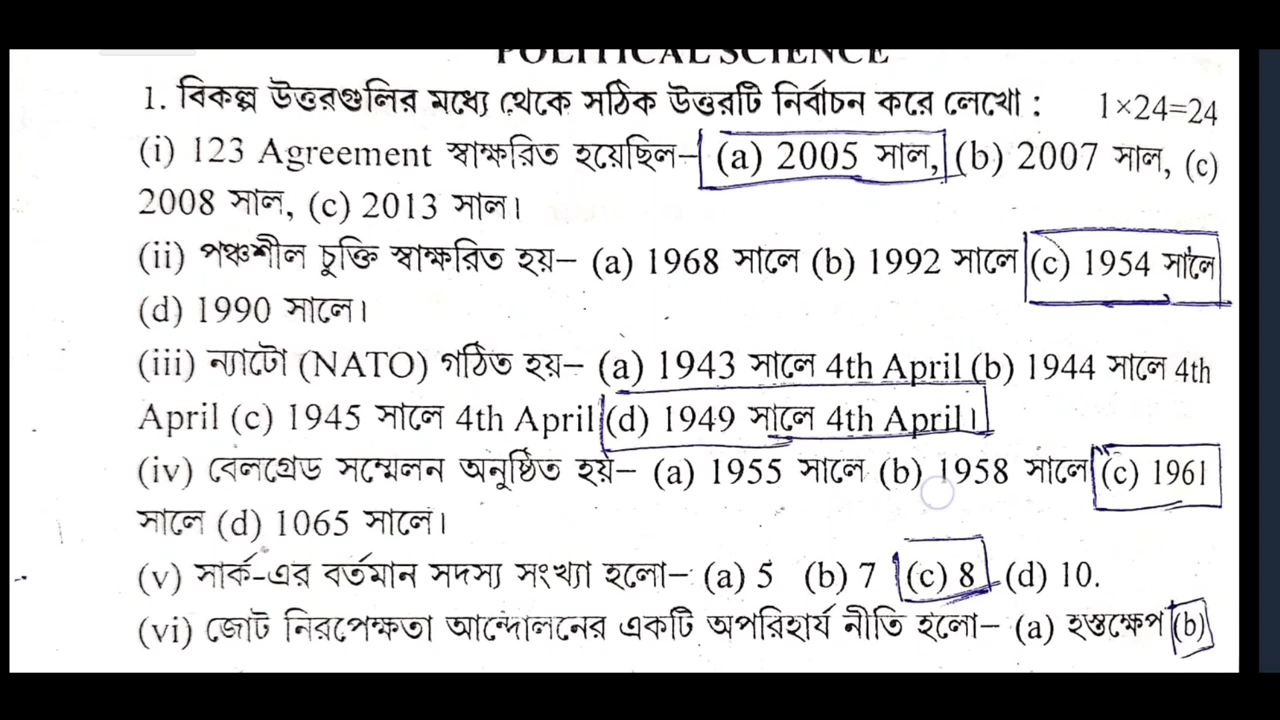 POLITICAL SCIENCE
1. বিকল্প উত্তরগুলির মধ্যে থেকে সঠিক উত্তরটি নির্বাচন করে লেখো : 1×24=24
(i) 123 Agreement স্বাক্ষরিত হয়েছিল– (a) 2005 সাল, (b) 2007 সাল, (c)
2008 সাল, (c) 2013 সাল।
(ii) পঞ্চশীল চুক্তি স্বাক্ষরিত হয়– (a) 1968 সালে (b) 1992 সালে (c) 1954 সালে
(d) 1990 সালে।
(iii) ন্যাটো (NATO) গঠিত হয়– (a) 1943 সালে 4th April (b) 1944 সালে 4th
April (c) 1945 সালে 4th April (d) 1949 সালে 4th April।
(iv) বেলগ্রেড সম্মেলন অনুষ্ঠিত হয়– (a) 1955 সালে (b) 1958 সালে (c) 1961
সালে (d) 1065 সালে।
(v) সার্ক-এর বর্তমান সদস্য সংখ্যা হলো– (a) 5 (b) 7 (c) 8 (d) 10.
(vi) জোট নিরপেক্ষতা আন্দোলনের একটি অপরিহার্য নীতি হলো– (a) হস্তক্ষেপ (b)